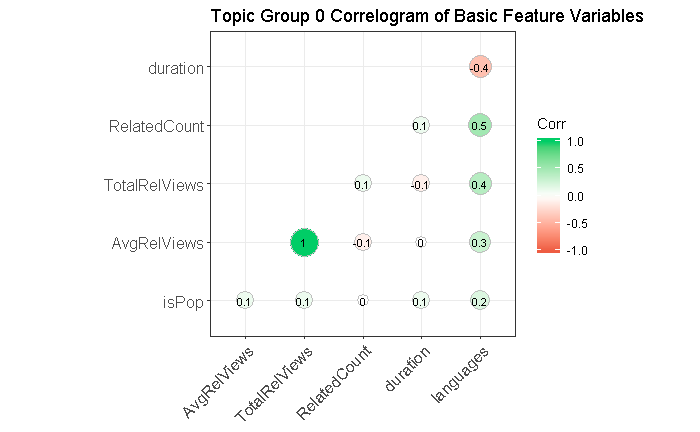 Topic Group 0 Correlogram of Basic Feature Variables
duration
-0.4
RelatedCount
0.1
0.5
TotalRelViews
0.1
-0.1
0.4
AvgRelViews
1
-0.1
0
0.3
isPop
0.1
0.1
0
0.1
0.2
AvgRelViews
TotalRelViews
RelatedCount
duration
languages
Corr
1.0
0.5
0.0
-0.5
-1.0